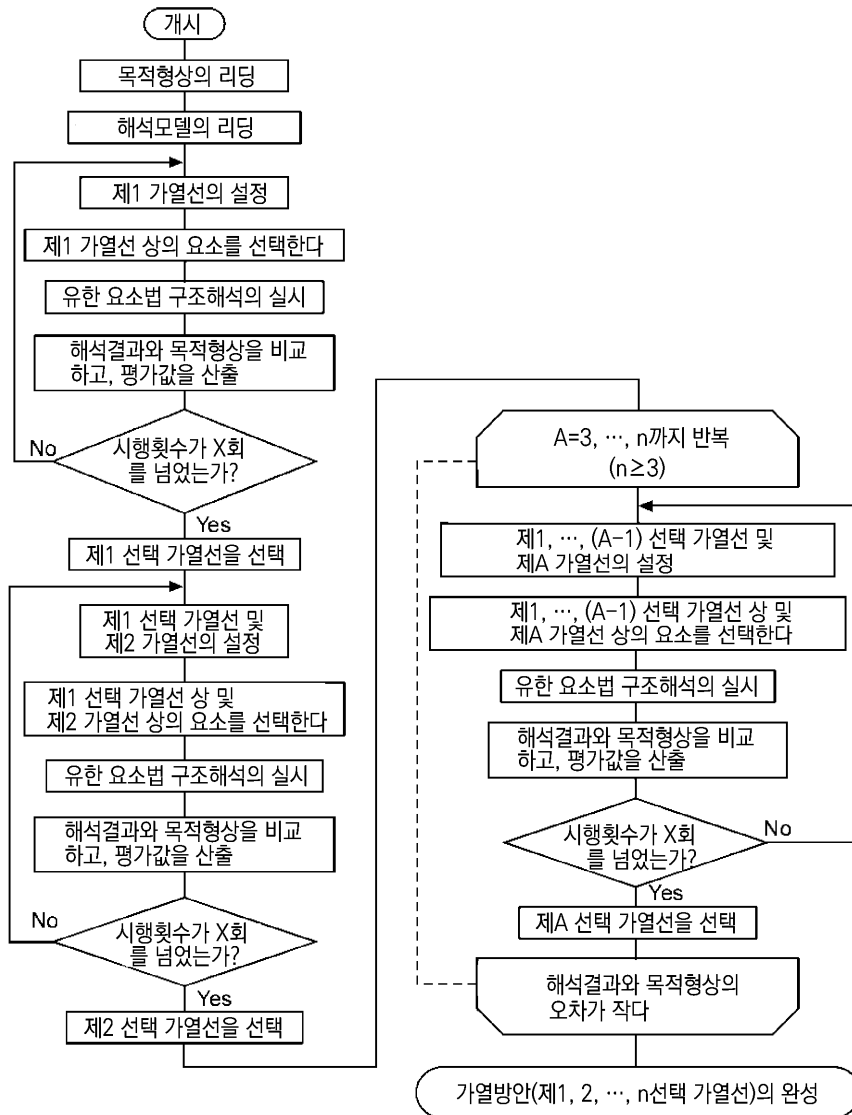 개시
목적형상의 리딩
해석모델의 리딩
제1 가열선의 설정
제1 가열선 상의 요소를 선택한다
유한 요소법 구조해석의 실시
해석결과와 목적형상을 비교
하고, 평가값을 산출
No
시행횟수가 X회
를 넘었는가?
Yes
제1 선택 가열선을 선택
제1 선택 가열선 및
제2 가열선의 설정
제1 선택 가열선 상 및
제2 가열선 상의 요소를 선택한다
유한 요소법 구조해석의 실시
해석결과와 목적형상을 비교
하고, 평가값을 산출
No
시행횟수가 X회
를 넘었는가?
Yes
제2 선택 가열선을 선택
A=3, ⋯, n까지 반복
(n≥3)
제1, ⋯, (A-1) 선택 가열선 및
제A 가열선의 설정
제1, ⋯, (A-1) 선택 가열선 상 및
제A 가열선 상의 요소를 선택한다
유한 요소법 구조해석의 실시
해석결과와 목적형상을 비교
하고, 평가값을 산출
시행횟수가 X회
를 넘었는가?
No
Yes
제A 선택 가열선을 선택
해석결과와 목적형상의
오차가 작다
가열방안(제1, 2, ⋯, n선택 가열선)의 완성